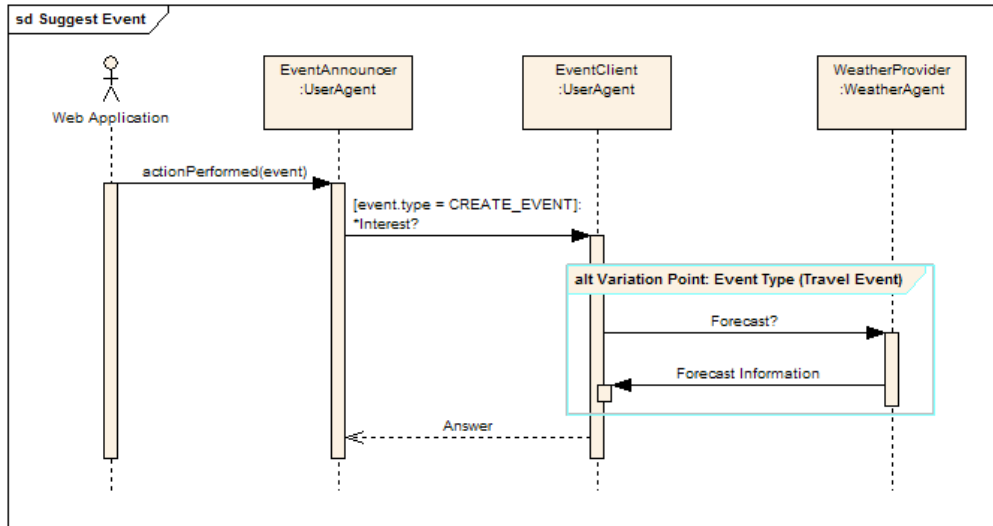 sd Suggest Event
Web Application
EventAnnouncer
:UserAgent
EventClient
:UserAgent
WeatherProvider
:WeatherAgent
actionPerformed(event)
[event.type = CREATE_EVENT]:
*Interest?
alt Variation Point: Event Type (Travel Event)
Forecast?
Forecast Information
Answer